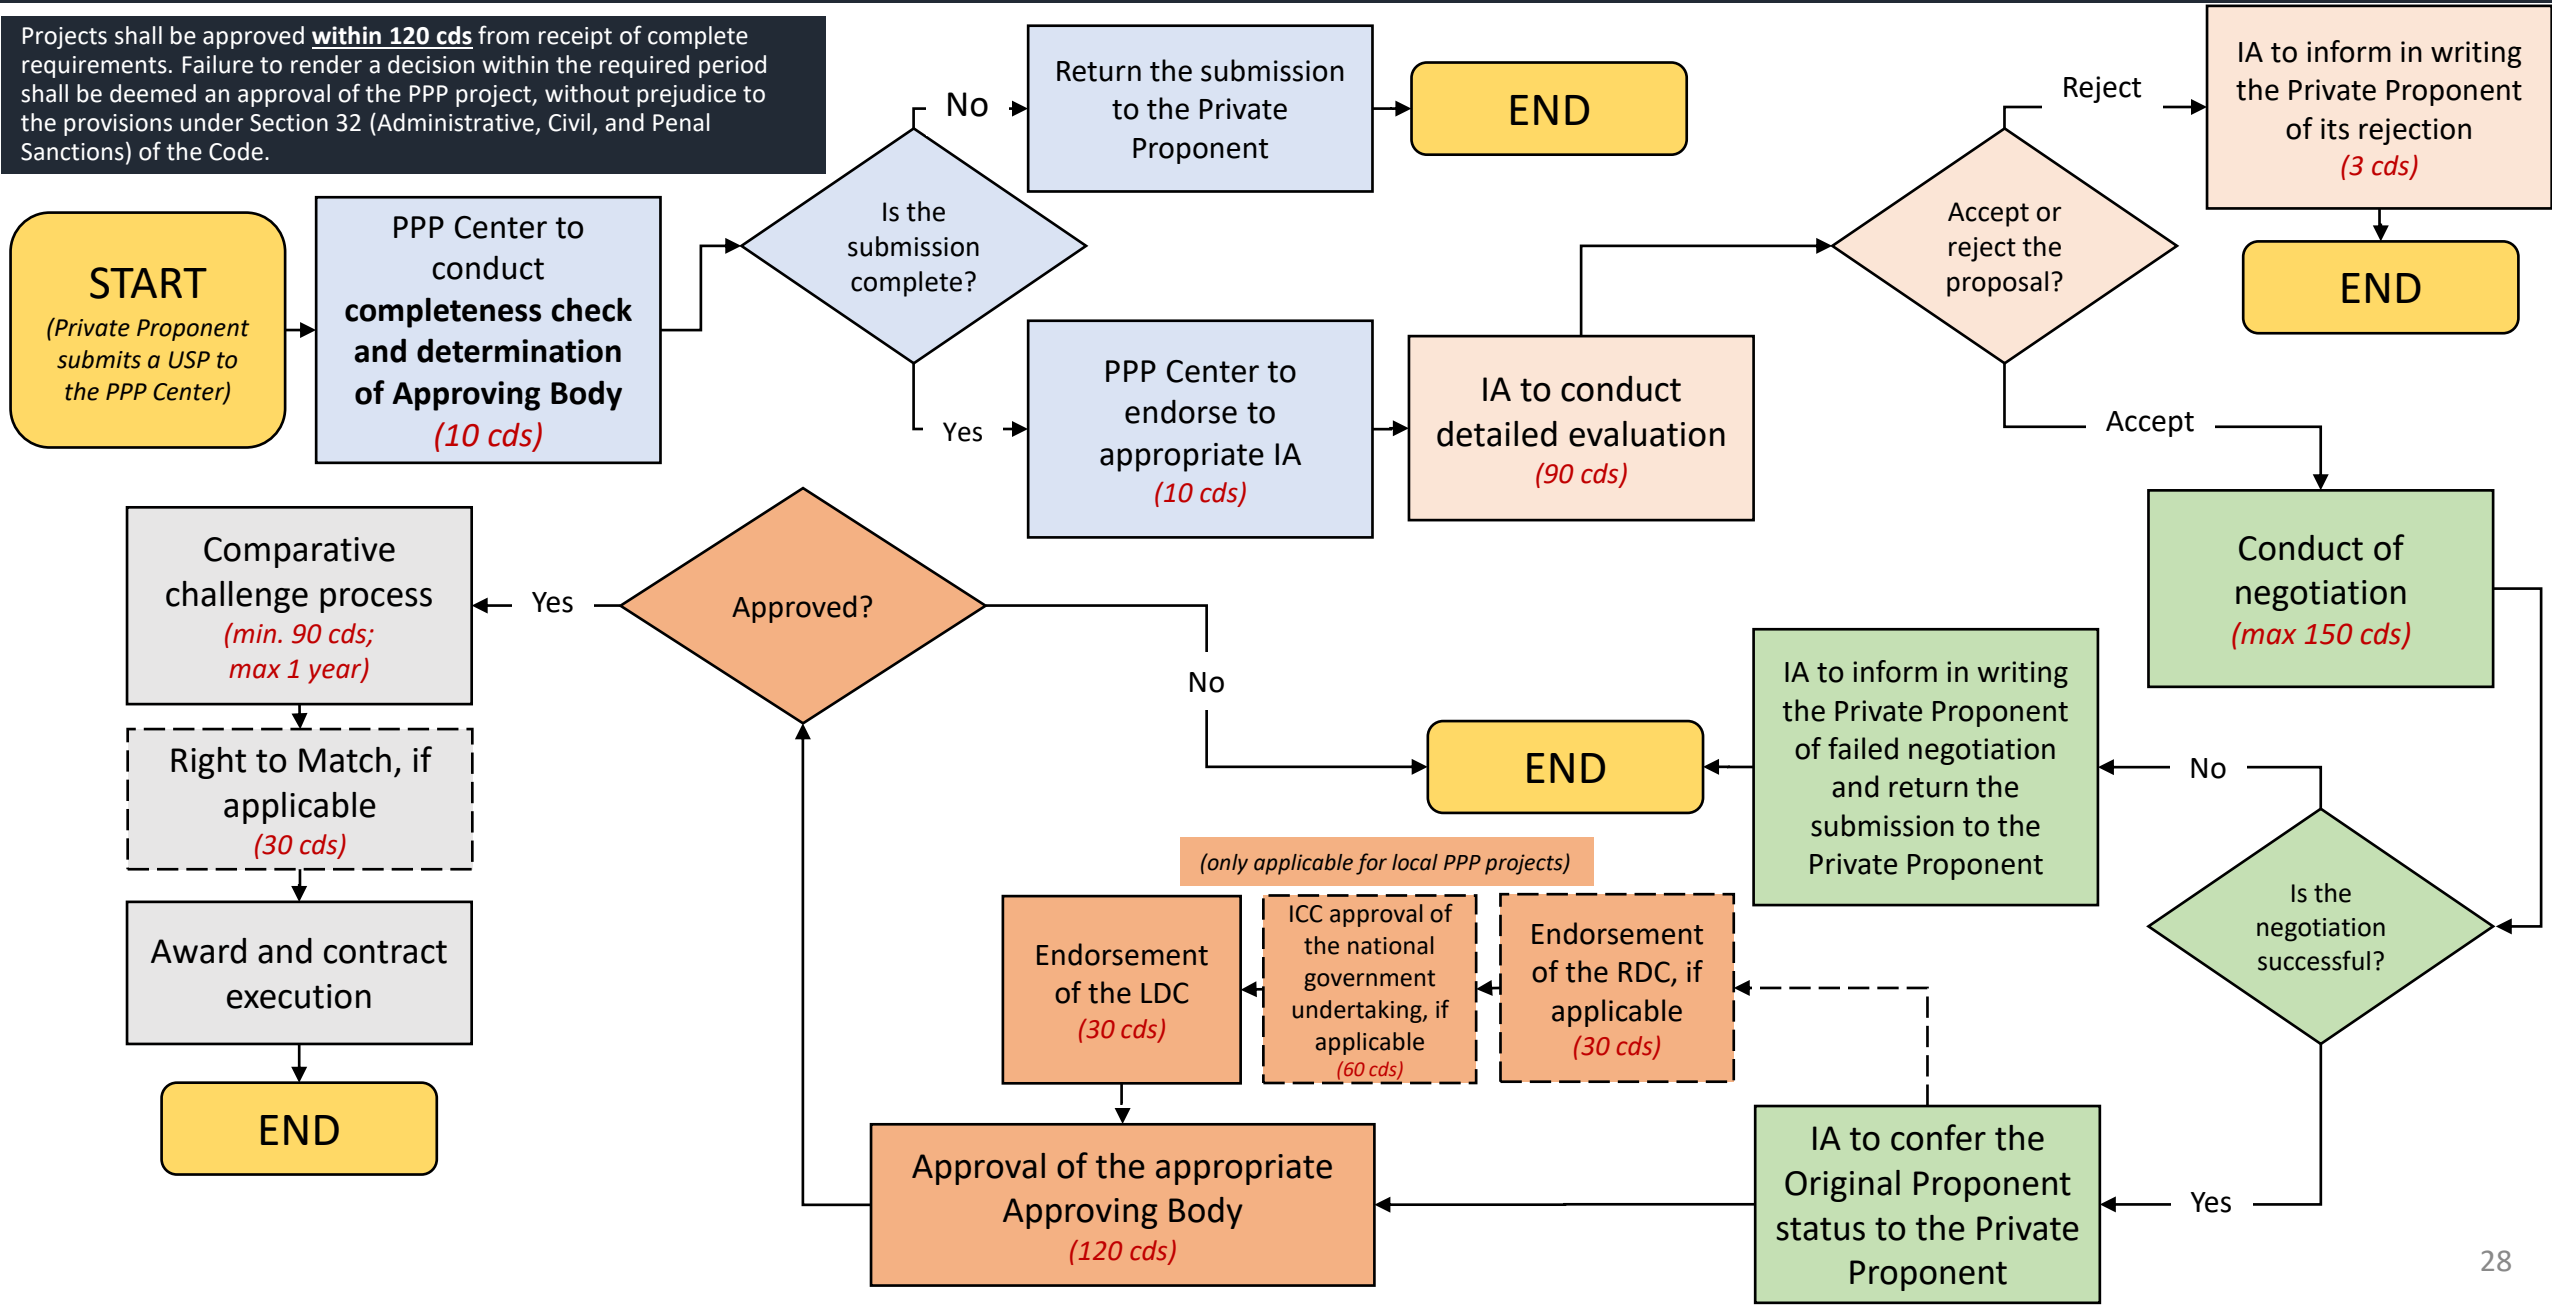 Projects shall be approved within 120 cds from receipt of complete
requirements. Failure to render a decision within the required period
shall be deemed an approval of the PPP project, without prejudice to
the provisions under Section 32 (Administrative, Civil, and Penal
Sanctions) of the Code.
START
(Private Proponent
submits a USP to
the PPP Center)
PPP Center to
conduct
completeness check
and determination
of Approving Body
(10 cds)
Is the
submission
complete?
No
Return the submission
to the Private
Proponent
END
Yes
PPP Center to
endorse to
appropriate IA
(10 cds)
IA to conduct
detailed evaluation
(90 cds)
Accept or
reject the
proposal?
Reject
IA to inform in writing
the Private Proponent
of its rejection
(3 cds)
END
Accept
Conduct of
negotiation
(max 150 cds)
Is the
negotiation
successful?
No
IA to inform in writing
the Private Proponent
of failed negotiation
and return the
submission to the
Private Proponent
END
Yes
IA to confer the
Original Proponent
status to the Private
Proponent
(only applicable for local PPP projects)
Endorsement
of the RDC, if
applicable
(30 cds)
ICC approval of
the national
government
undertaking, if
applicable
(60 cds)
Endorsement
of the LDC
(30 cds)
Approval of the appropriate
Approving Body
(120 cds)
Approved?
No
Yes
Comparative
challenge process
(min. 90 cds;
max 1 year)
Right to Match, if
applicable
(30 cds)
Award and contract
execution
END
28